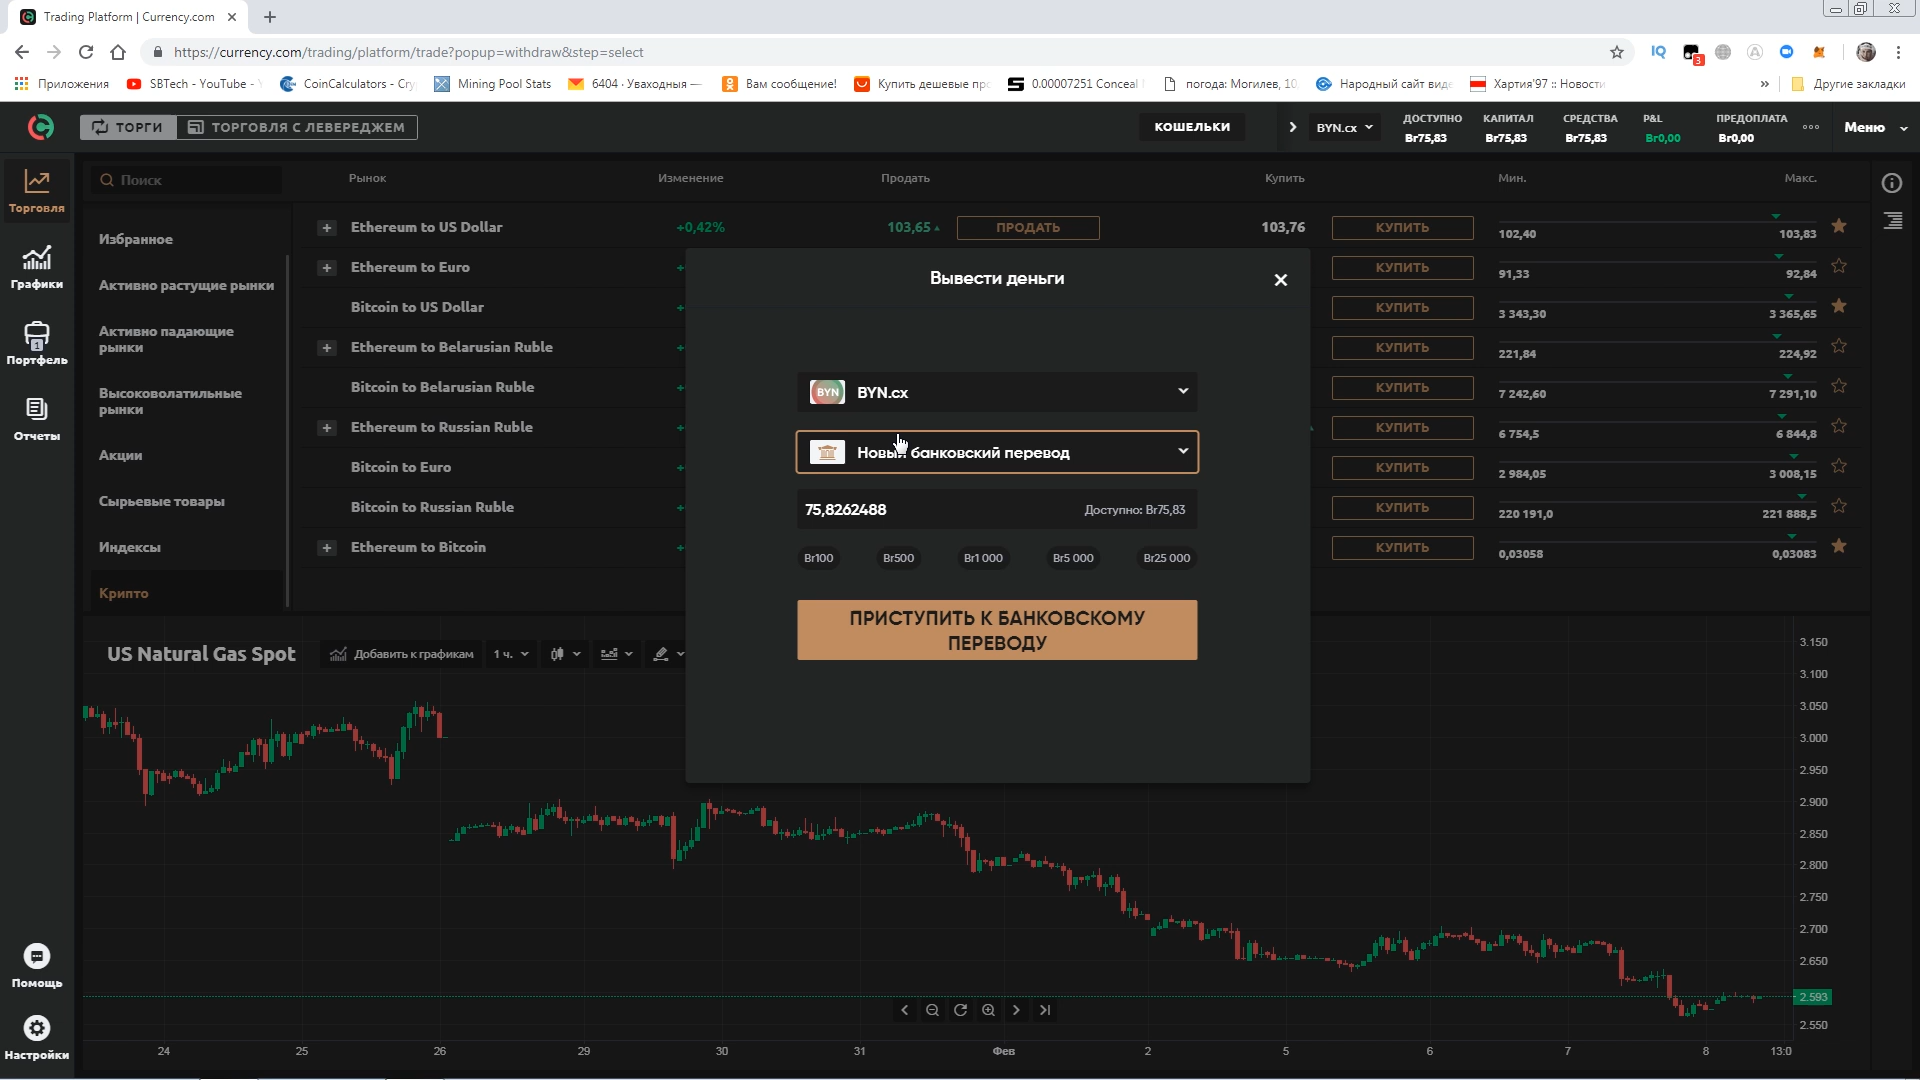 Trading Platform | Currency.com
https://currency.com/trading/platform/trade?popup=withdraw&step=select
3
Приложения
SBTech - YouTube -
CoinCalculators - Cry
Mining Pool Stats
6404 · Уваходныя —
Вам сообщение!
Купить дешевые про
0.00007251 Conceal
погода: Могилев, 10
Народный сайт виде
Хартия'97 :: Новости
»
Другие закладки
ТОРГИ
ТОРГОВЛЯ С ЛЕВЕРЕДЖЕМ
КОШЕЛЬКИ
BYN.cx
ДОСТУПНО
Br75,83
КАПИТАЛ
Br75,83
СРЕДСТВА
Br75,83
P&L
Br0,00
ПРЕДОПЛАТА
Br0,00
Меню
Торговля
Графики
1
Портфель
Отчеты
Помощь
Настройки
Поиск
Избранное
Активно растущие рынки
Активно падающие
рынки
Высоковолатильные
рынки
Акции
Сырьевые товары
Индексы
Крипто
Рынок
Изменение
Продать
Купить
Мин.
Макс.
Ethereum to US Dollar
+0,42%
103,65
ПРОДАТЬ
103,76
КУПИТЬ
102,40
103,83
Ethereum to Euro
+
КУПИТЬ
91,33
92,84
Bitcoin to US Dollar
+
КУПИТЬ
3 343,30
3 365,65
Ethereum to Belarusian Ruble
+
КУПИТЬ
221,84
224,92
Bitcoin to Belarusian Ruble
+
КУПИТЬ
7 242,60
7 291,10
Ethereum to Russian Ruble
+
КУПИТЬ
6 754,5
6 844,8
Bitcoin to Euro
+
КУПИТЬ
2 984,05
3 008,15
Bitcoin to Russian Ruble
+
КУПИТЬ
220 191,0
221 888,5
Ethereum to Bitcoin
+
КУПИТЬ
0,03058
0,03083
Вывести деньги
BYN
BYN.cx
Новый банковский перевод
75,8262488
Доступно: Br75,83
Br100
Br500
Br1 000
Br5 000
Br25 000
ПРИСТУПИТЬ К БАНКОВСКОМУ
ПЕРЕВОДУ
US Natural Gas Spot
Добавить к графикам
1 ч.
3.150
3.100
3.050
3.000
2.950
2.900
2.850
2.800
2.750
2.700
2.650
2.593
2.550
24
25
26
29
30
31
Фев
2
5
6
7
8
13:0